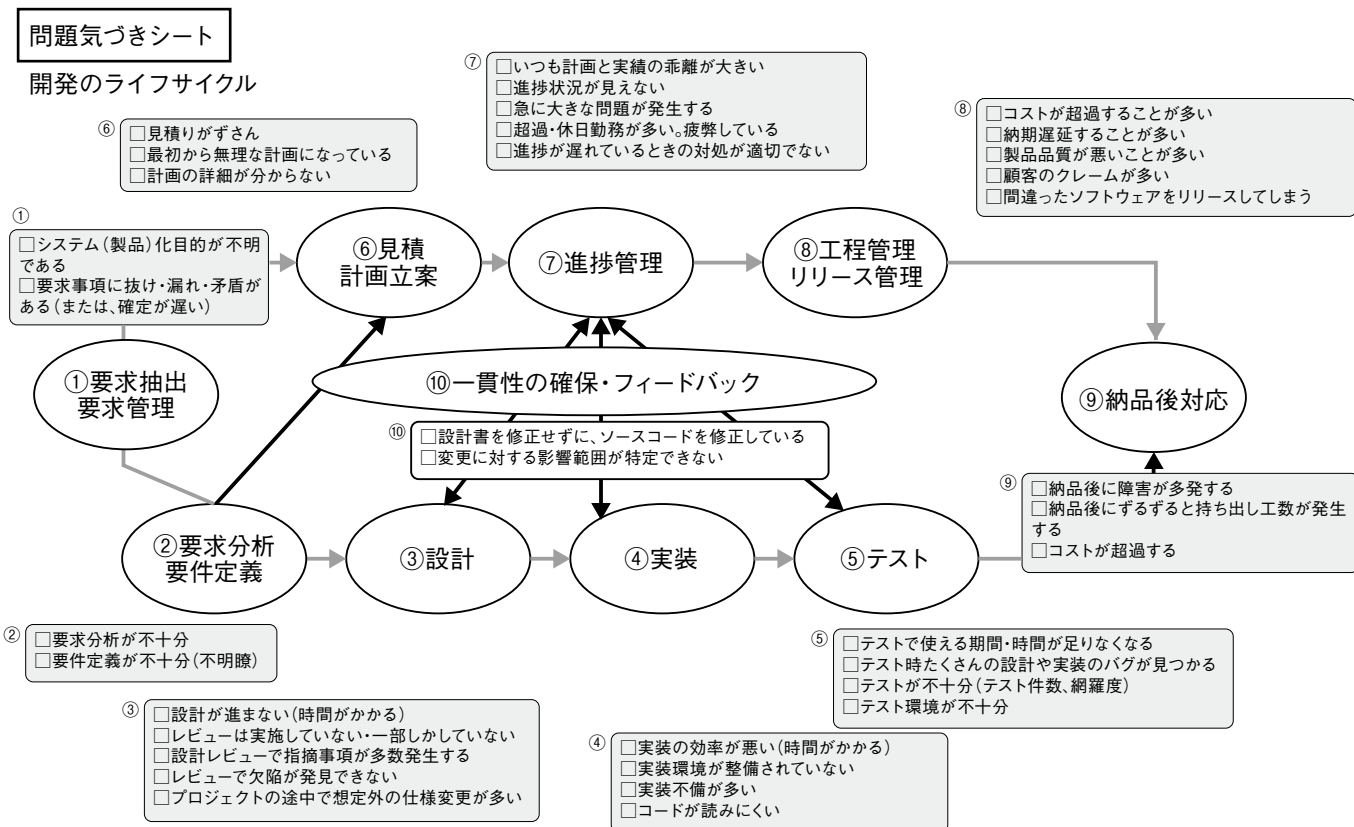 問題気づきシート
開発のライフサイクル
⑦
□いつも計画と実績の乖離が大きい
□進捗状況が見えない
□急に大きな問題が発生する
□超過・休日勤務が多い。疲弊している
□進捗が遅れているときの対処が適切でない
⑥
□見積りがずさん
□最初から無理な計画になっている
□計画の詳細が分からない
⑧
□コストが超過することが多い
□納期遅延することが多い
□製品品質が悪いことが多い
□顧客のクレームが多い
□間違ったソフトウェアをリリースしてしまう
①
□システム(製品)化目的が不明
である
□要求事項に抜け・漏れ・矛盾が
ある(または、確定が遅い)
⑥見積
計画立案
⑦進捗管理
⑧工程管理
リリース管理
①要求抽出
要求管理
⑩一貫性の確保・フィードバック
⑨納品後対応
⑩
□設計書を修正せずに、ソースコードを修正している
□変更に対する影響範囲が特定できない
⑨
□納品後に障害が多発する
□納品後にずるずると持ち出し工数が発生
する
□コストが超過する
②要求分析
要件定義
③設計
④実装
⑤テスト
②
□要求分析が不十分
□要件定義が不十分(不明瞭)
⑤
□テストで使える期間・時間が足りなくなる
□テスト時たくさんの設計や実装のバグが見つかる
□テストが不十分(テスト件数、網羅度)
□テスト環境が不十分
③
□設計が進まない(時間がかかる)
□レビューは実施していない・一部しかしていない
□設計レビューで指摘事項が多数発生する
□レビューで欠陥が発見できない
□プロジェクトの途中で想定外の仕様変更が多い
④
□実装の効率が悪い(時間がかかる)
□実装環境が整備されていない
□実装不備が多い
□コードが読みにくい